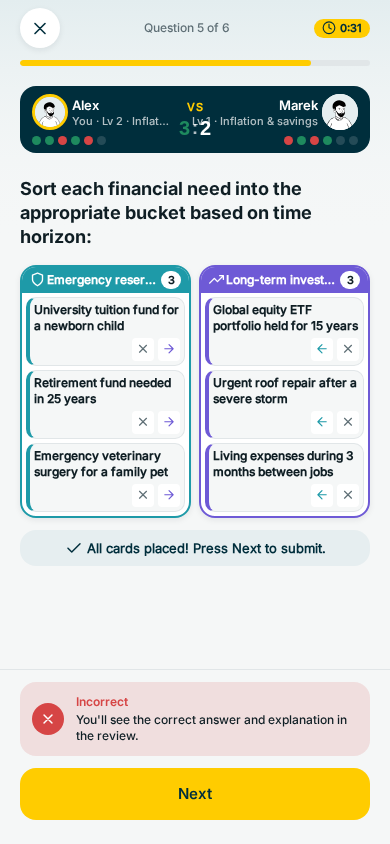 Question 5 of 6
0:31
Alex
You · Lv 2 · Inflat...
VS
3:2
Marek
Lv 1 · Inflation & savings
Sort each financial need into the
appropriate bucket based on time
horizon:
Emergency reser... 3
University tuition fund for
a newborn child
Retirement fund needed
in 25 years
Emergency veterinary
surgery for a family pet
Long-term invest... 3
Global equity ETF
portfolio held for 15 years
Urgent roof repair after a
severe storm
Living expenses during 3
months between jobs
All cards placed! Press Next to submit.
Incorrect
You'll see the correct answer and explanation in
the review.
Next